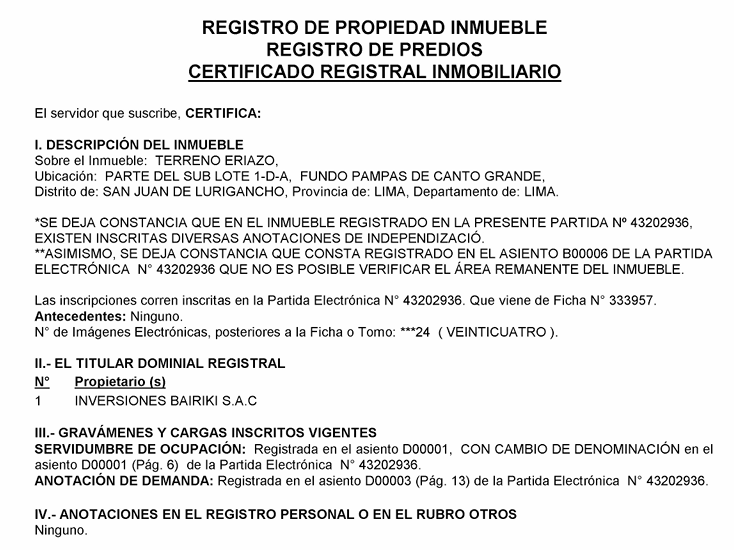 REGISTRO DE PROPIEDAD INMUEBLE
REGISTRO DE PREDIOS
CERTIFICADO REGISTRAL INMOBILIARIO
El servidor que suscribe, CERTIFICA:
I. DESCRIPCIÓN DEL INMUEBLE
Sobre el Inmueble: TERRENO ERIAZO,
Ubicación: PARTE DEL SUB LOTE 1-D-A, FUNDO PAMPAS DE CANTO GRANDE,
Distrito de: SAN JUAN DE LURIGANCHO, Provincia de: LIMA, Departamento de: LIMA.
*SE DEJA CONSTANCIA QUE EN EL INMUEBLE REGISTRADO EN LA PRESENTE PARTIDA Nº 43202936,
EXISTEN INSCRITAS DIVERSAS ANOTACIONES DE INDEPENDIZACIÓ.
**ASIMISMO, SE DEJA CONSTANCIA QUE CONSTA REGISTRADO EN EL ASIENTO B00006 DE LA PARTIDA
ELECTRÓNICA N° 43202936 QUE NO ES POSIBLE VERIFICAR EL ÁREA REMANENTE DEL INMUEBLE.
Las inscripciones corren inscritas en la Partida Electrónica N° 43202936. Que viene de Ficha N° 333957.
Antecedentes: Ninguno.
N° de Imágenes Electrónicas, posteriores a la Ficha o Tomo: ***24 ( VEINTICUATRO ).
II.- EL TITULAR DOMINIAL REGISTRAL
N° Propietario (s)
1 INVERSIONES BAIRIKI S.A.C
III.- GRAVÁMENES Y CARGAS INSCRITOS VIGENTES
SERVIDUMBRE DE OCUPACIÓN: Registrada en el asiento D00001, CON CAMBIO DE DENOMINACIÓN en el
asiento D00001 (Pág. 6) de la Partida Electrónica N° 43202936.
ANOTACIÓN DE DEMANDA: Registrada en el asiento D00003 (Pág. 13) de la Partida Electrónica N° 43202936.
IV.- ANOTACIONES EN EL REGISTRO PERSONAL O EN EL RUBRO OTROS
Ninguno.